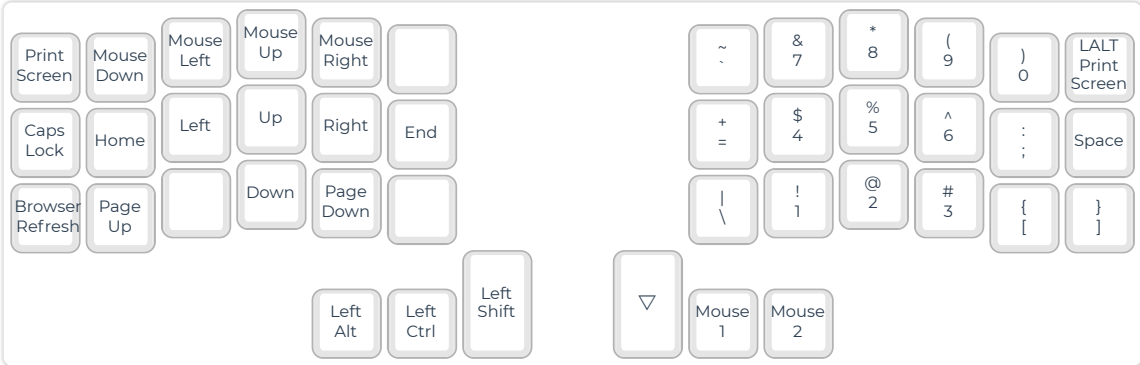 Print
Screen
Mouse
Down
Mouse
Left
Mouse
Up
Mouse
Right
~
`
&
7
*
8
(
9
)
0
LALT
Print
Screen
Caps
Lock
Home
Left
Up
Right
End
+
=
$
4
%
5
^
6
:
;
Space
Browser
Refresh
Page
Up
Down
Page
Down
|
\
!
1
@
2
#
3
{
[
}
]
Left
Alt
Left
Ctrl
Left
Shift
▽
Mouse
1
Mouse
2